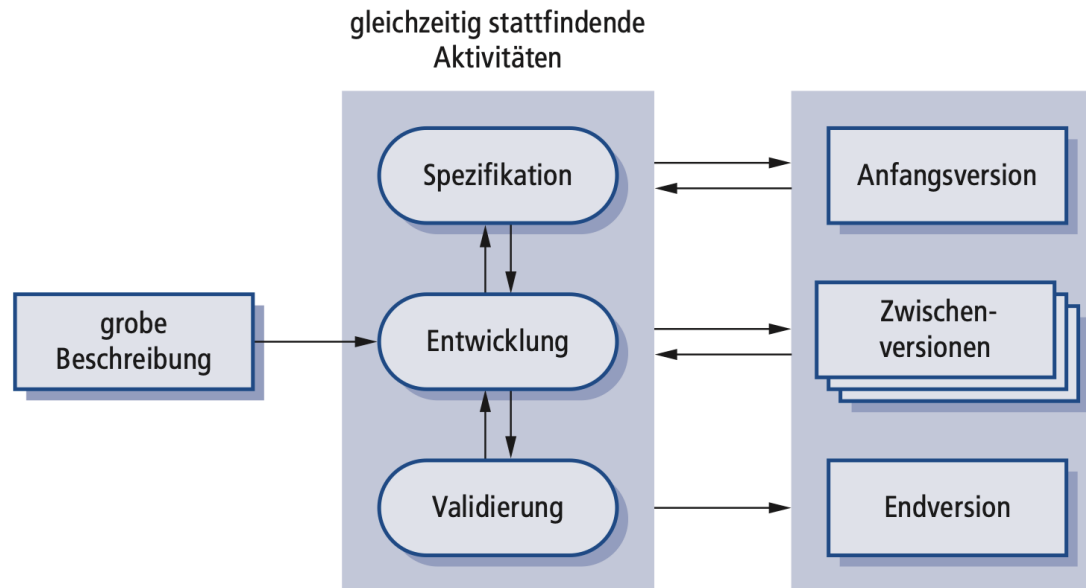 gleichzeitig stattfindende
Aktivitäten
Spezifikation
Anfangsversion
grobe
Beschreibung
Entwicklung
Zwischen-
versionen
Validierung
Endversion